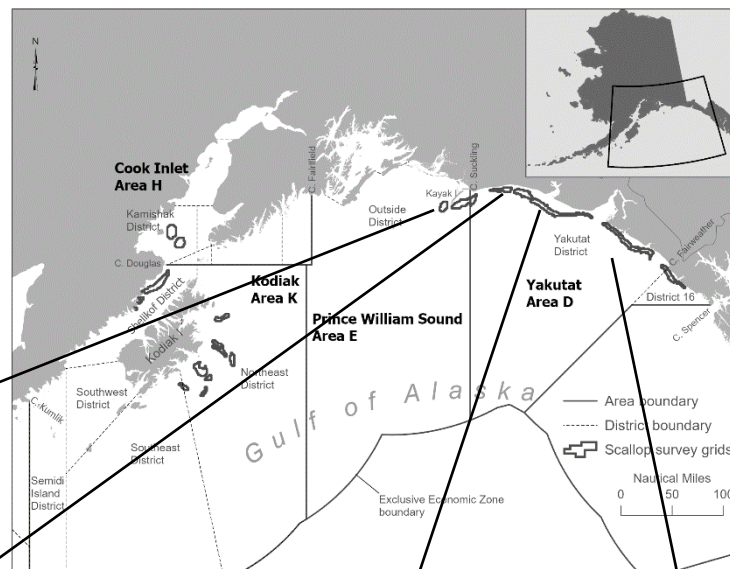 N
Cook Inlet
Area H
Kamishak
District
C. Douglas
Shelikof District
Kodiak
C. Fairfield
Kayak I
C. Suckling
Outside
District
Kodiak
Area K
Prince William Sound
Area E
Yakutat
District
Yakutat
Area D
C. Fairweather
District 16
C. Spencer
Northeast
District
Southwest
District
C. Kumlik
Southeast
District
Semidi
Island
District
Gulf of Alaska
Exclusive Economic Zone
boundary
Area boundary
District boundary
Scallop survey grids
Nautical Miles
0 50 100